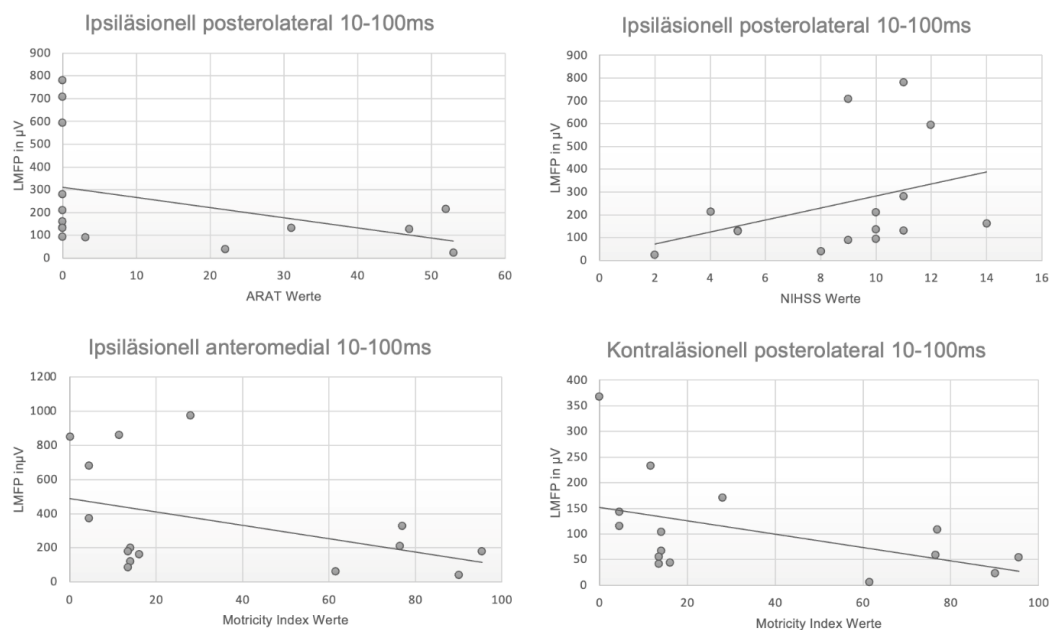 Ipsiläsionell posterolateral 10-100ms
LMFP in µV
900
800
700
600
500
400
300
200
100
0
0 10 20 30 40 50 60
ARAT Werte
Ipsiläsionell posterolateral 10-100ms
LMFP in µV
900
800
700
600
500
400
300
200
100
0
0 2 4 6 8 10 12 14 16
NIHSS Werte
Ipsiläsionell anteromedial 10-100ms
LMFP inµV
1200
1000
800
600
400
200
0
0 20 40 60 80 100
Motricity Index Werte
Kontraläsionell posterolateral 10-100ms
LMFP in µV
400
350
300
250
200
150
100
50
0
0 20 40 60 80 100
Motricity Index Werte